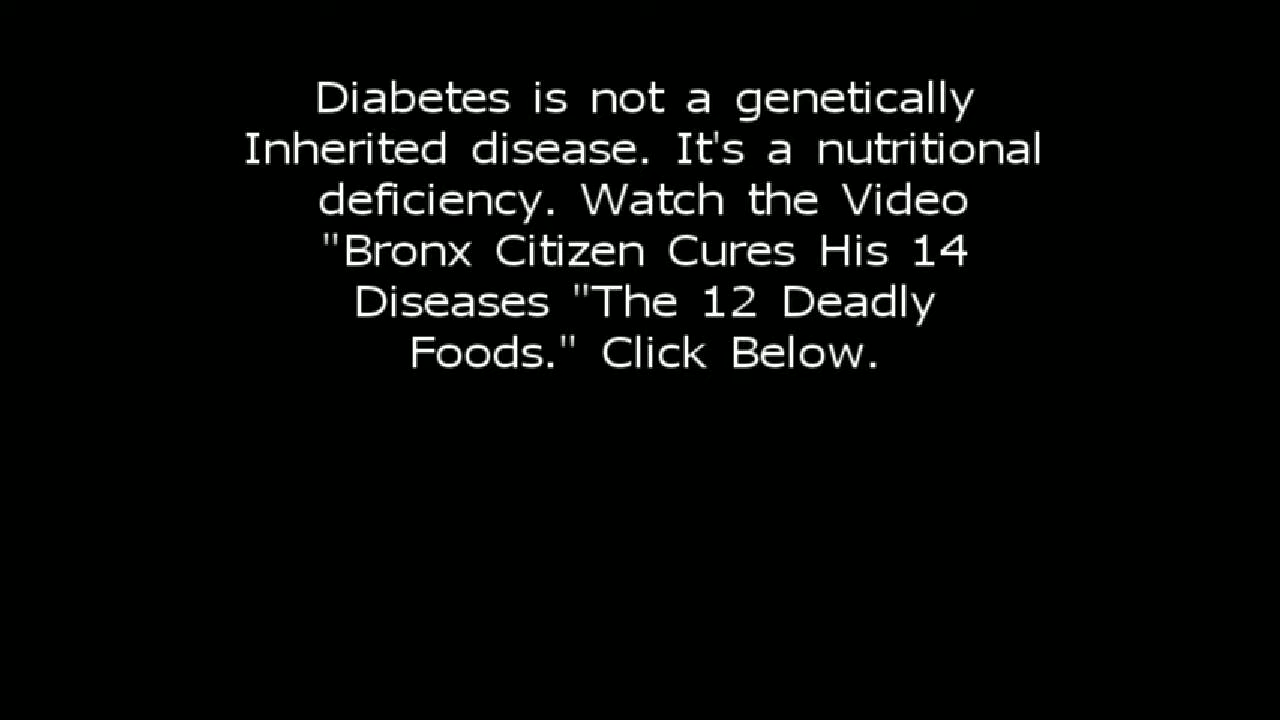 Diabetes is not a genetically
Inherited disease. It's a nutritional
deficiency. Watch the Video
"Bronx Citizen Cures His 14
Diseases "The 12 Deadly
Foods." Click Below.